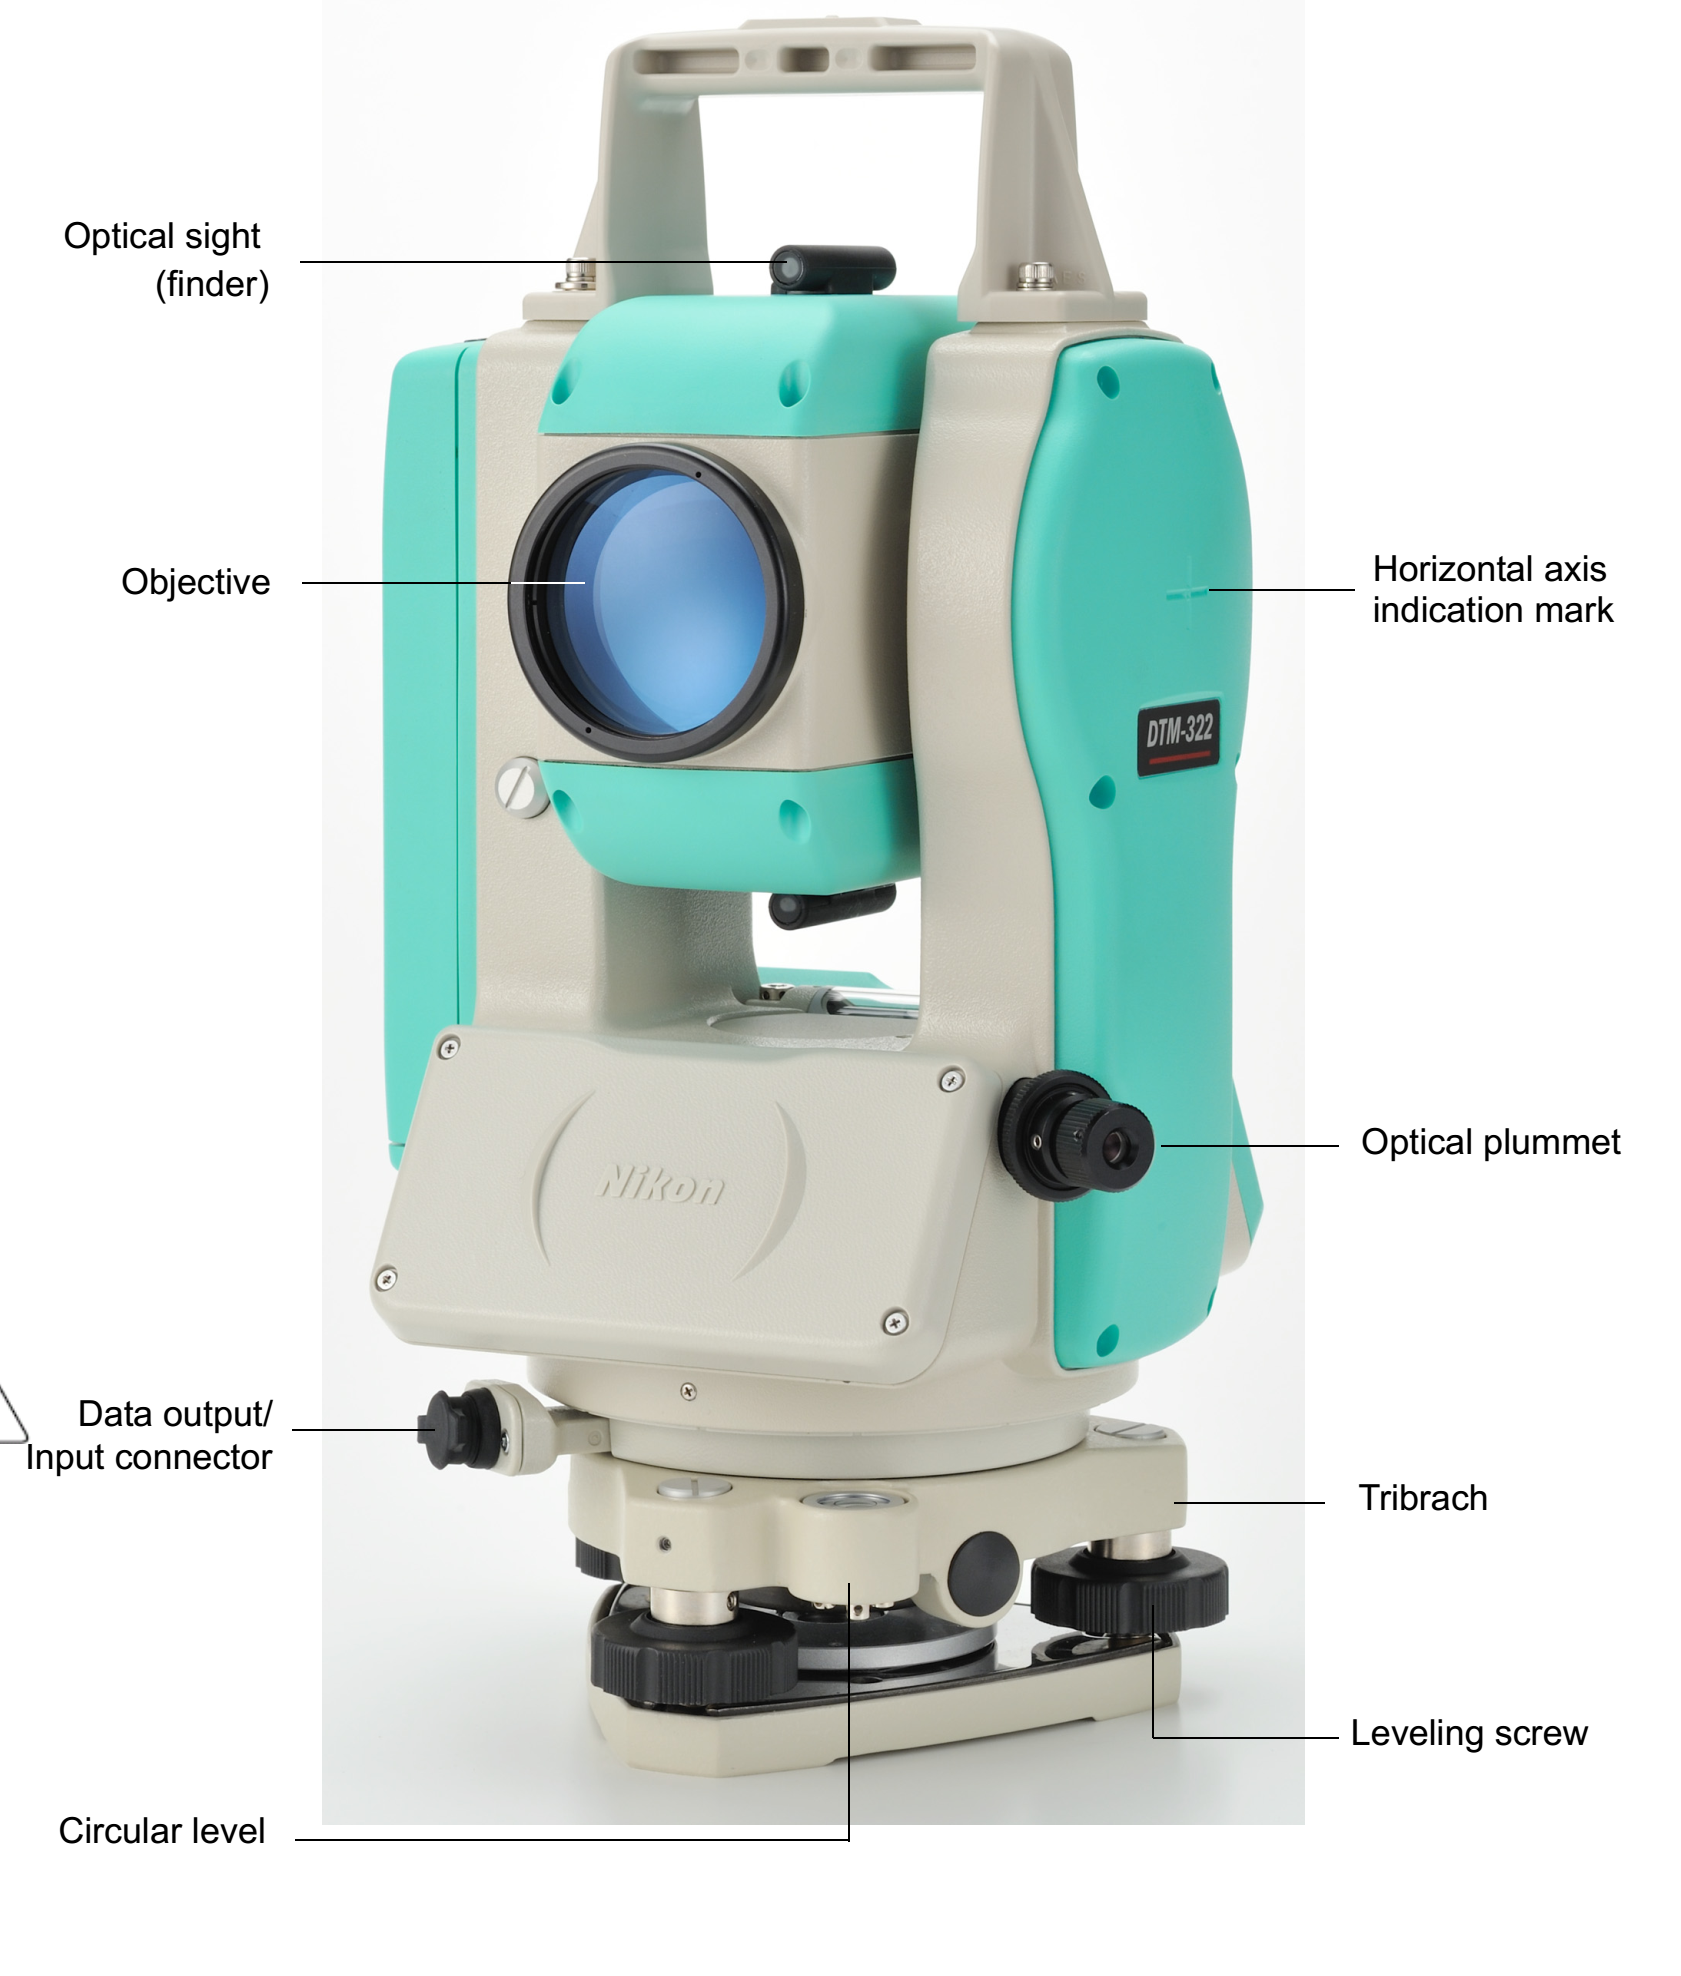 Optical sight
(finder)
Objective
Horizontal axis
indication mark
DTM-322
Optical plummet
Nikon
Data output/
Input connector
Tribrach
Leveling screw
Circular level